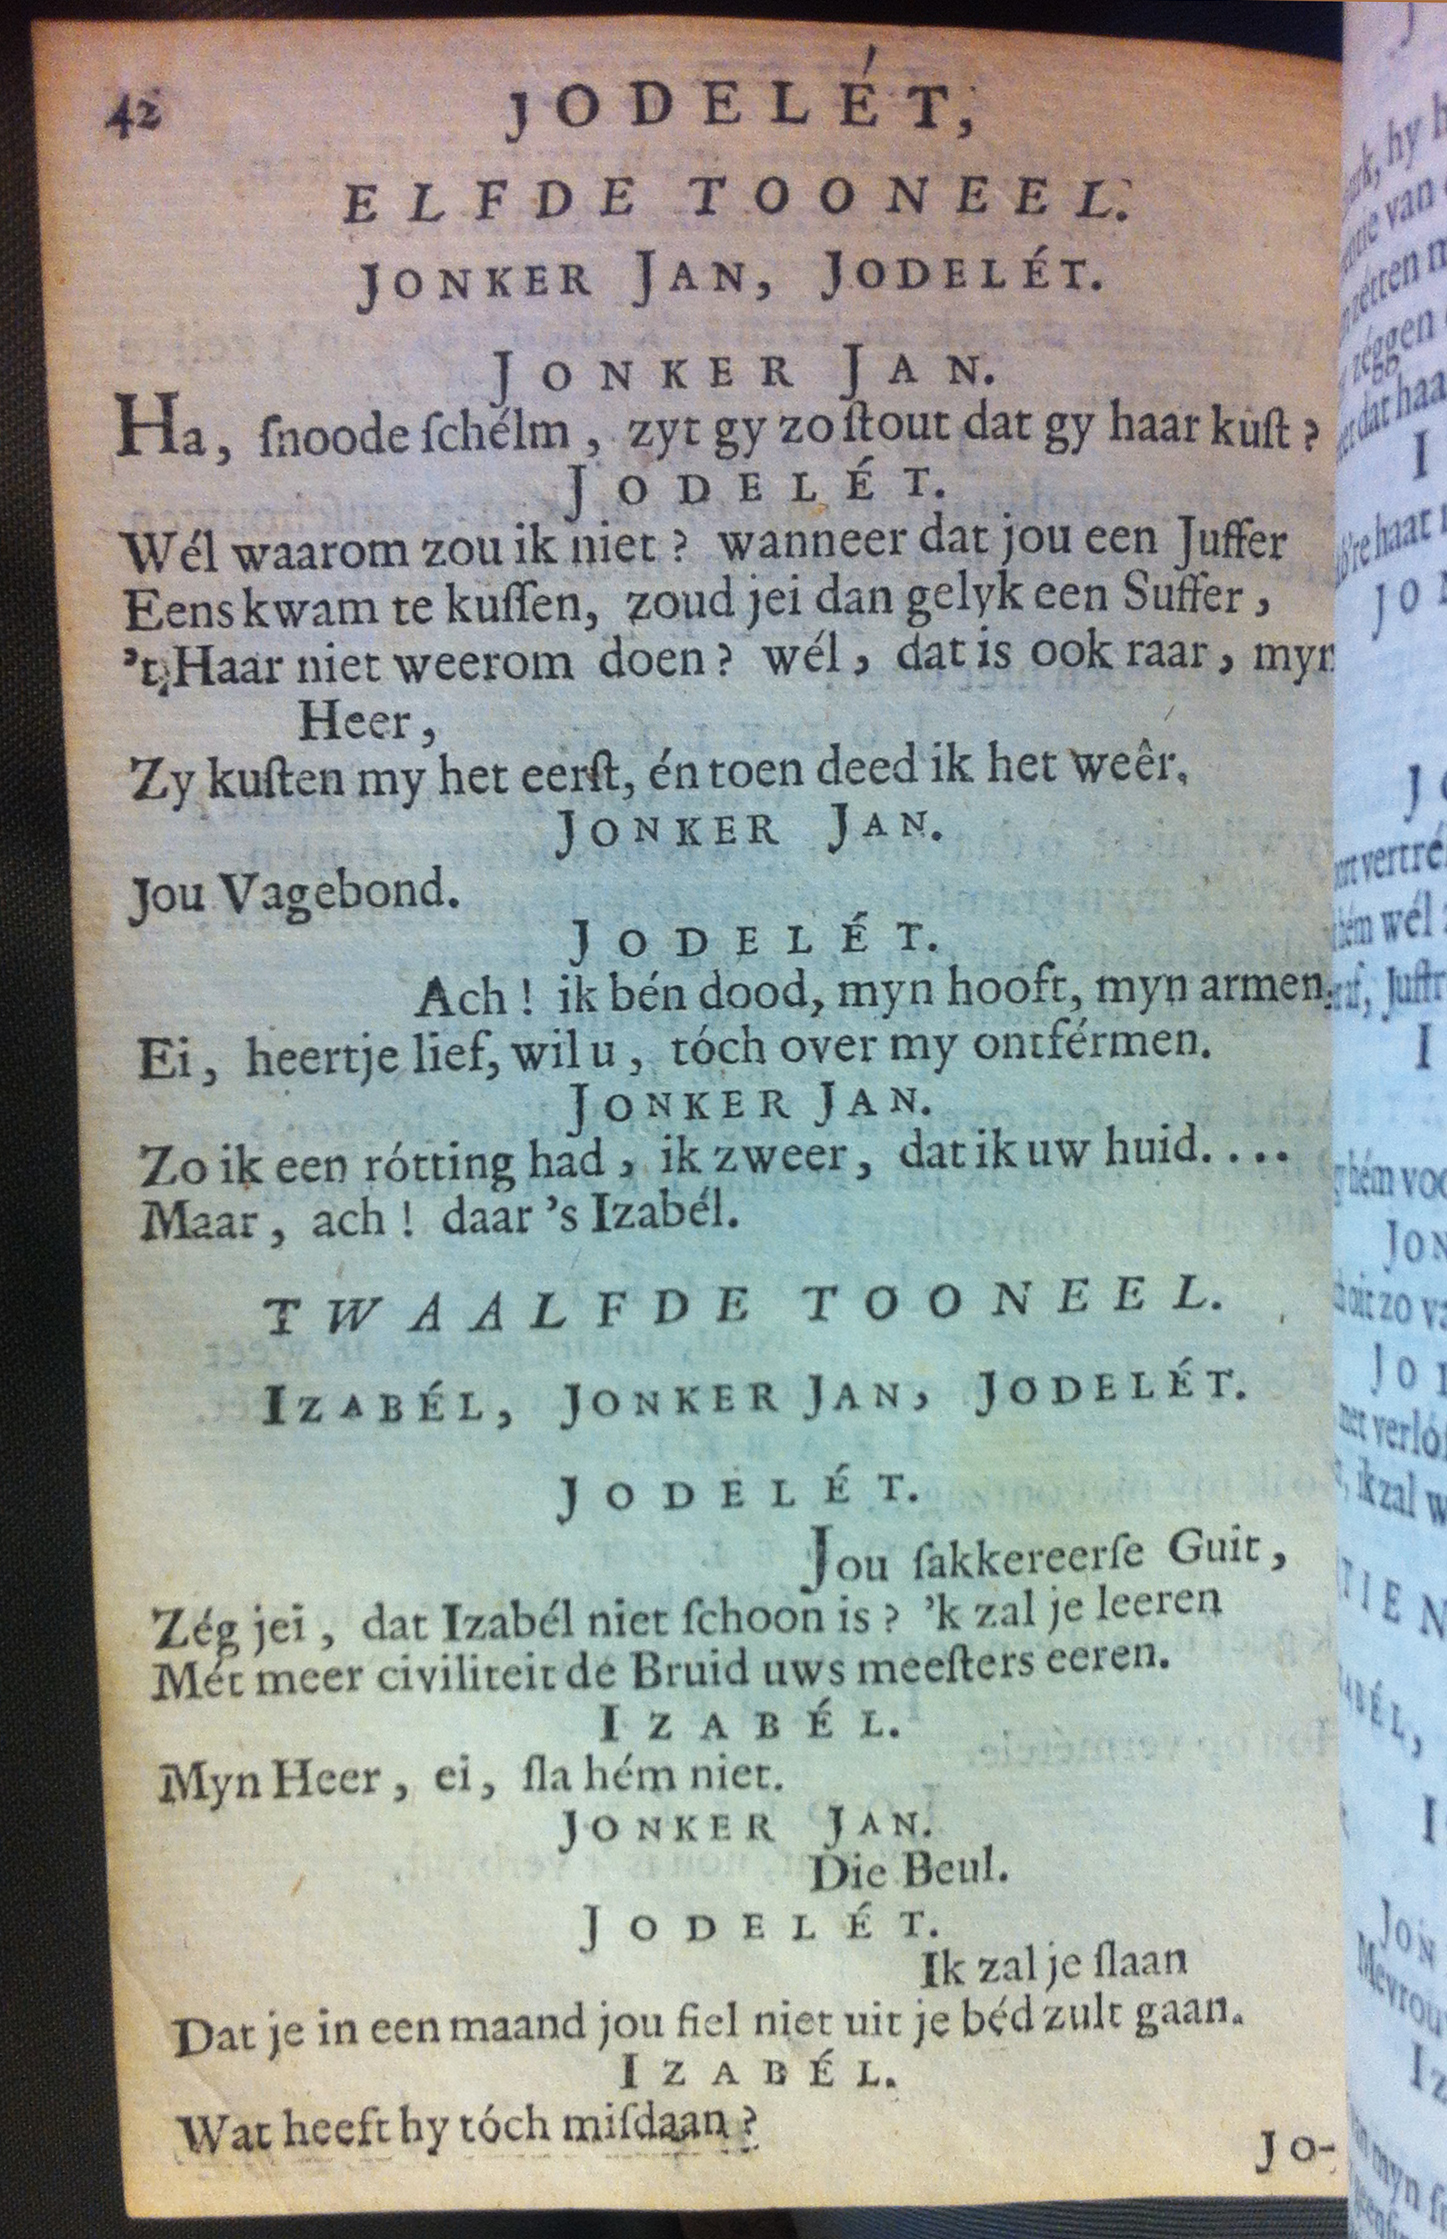 42 JODELÉT,
ELFDE TOONEEL.
JONKER JAN, JODELÉT.
JONKER JAN.
Ha, ſnoode ſchélm, zyt gy zo ſtout dat gy haar kuſt?
JODELÉT.
Wél waarom zou ik niet? wanneer dat jou een Juffer
Eens kwam te kuſſen, zoud jei dan gelyk een Suffer,
't Haar niet weerom doen? wél, dat is ook raar, myn
Heer,
Zy kuſten my het eerſt, én toen deed ik het weêr.
JONKER JAN.
Jou Vagebond.
JODELÉT.
Ach! ik bén dood, myn hooft, myn armen.
Ei, heertje lief, wil u, tóch over my ontférmen.
JONKER JAN.
Zo ik een rótting had, ik zweer, dat ik uw huid....
Maar, ach! daar 's Izabél.
TWAALFDE TOONEEL.
IZABÉL, JONKER JAN, JODELÉT.
JODELÉT.
Jou ſakkereerſe Guit,
Zég jei, dat Izabél niet ſchoon is? 'k zal je leeren
Mét meer civiliteit de Bruid uws meeſters eeren.
IZABÉL.
Myn Heer, ei, ſla hém niet.
JONKER JAN.
Die Beul.
JODELÉT.
Ik zal je ſlaan
Dat je in een maand jou fiel niet uit je béd zult gaan.
IZABÉL.
Wat heeft hy tóch miſdaan?
JO-